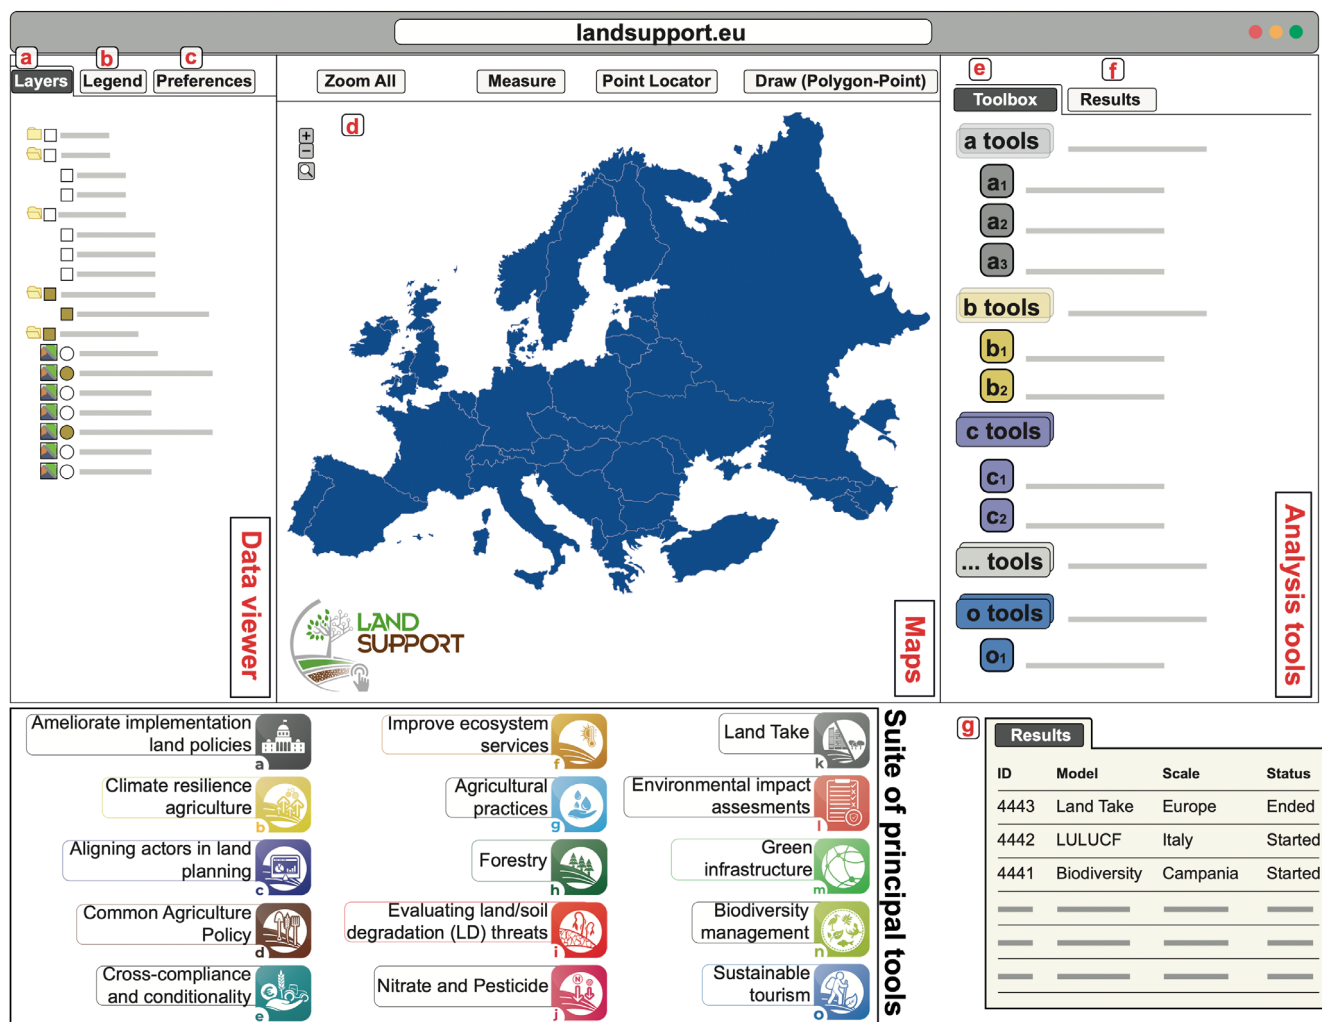 landsupport.eu
a
b
c
Layers
Legend
Preferences
Zoom All
Measure
Point Locator
Draw (Polygon-Point)
d
+
−
e
f
Toolbox
Results
a tools
a1
a2
a3
b tools
b1
b2
c tools
c1
c2
... tools
o tools
o1
Data viewer
Maps
Analysis tools
LAND
SUPPORT
Ameliorate implementation
land policies
a
Climate resilience
agriculture
b
Aligning actors in land
planning
c
Common Agriculture
Policy
d
Cross-compliance
and conditionality
e
Improve ecosystem
services
f
Agricultural
practices
g
Forestry
h
Evaluating land/soil
degradation (LD) threats
i
Nitrate and Pesticide
N
j
Land Take
k
Environmental impact
assesments
l
Green
infrastructure
m
Biodiversity
management
n
Sustainable
tourism
o
Suite of principal tools
g
Results
ID Model Scale Status
4443 Land Take Europe Ended
4442 LULUCF Italy Started
4441 Biodiversity Campania Started